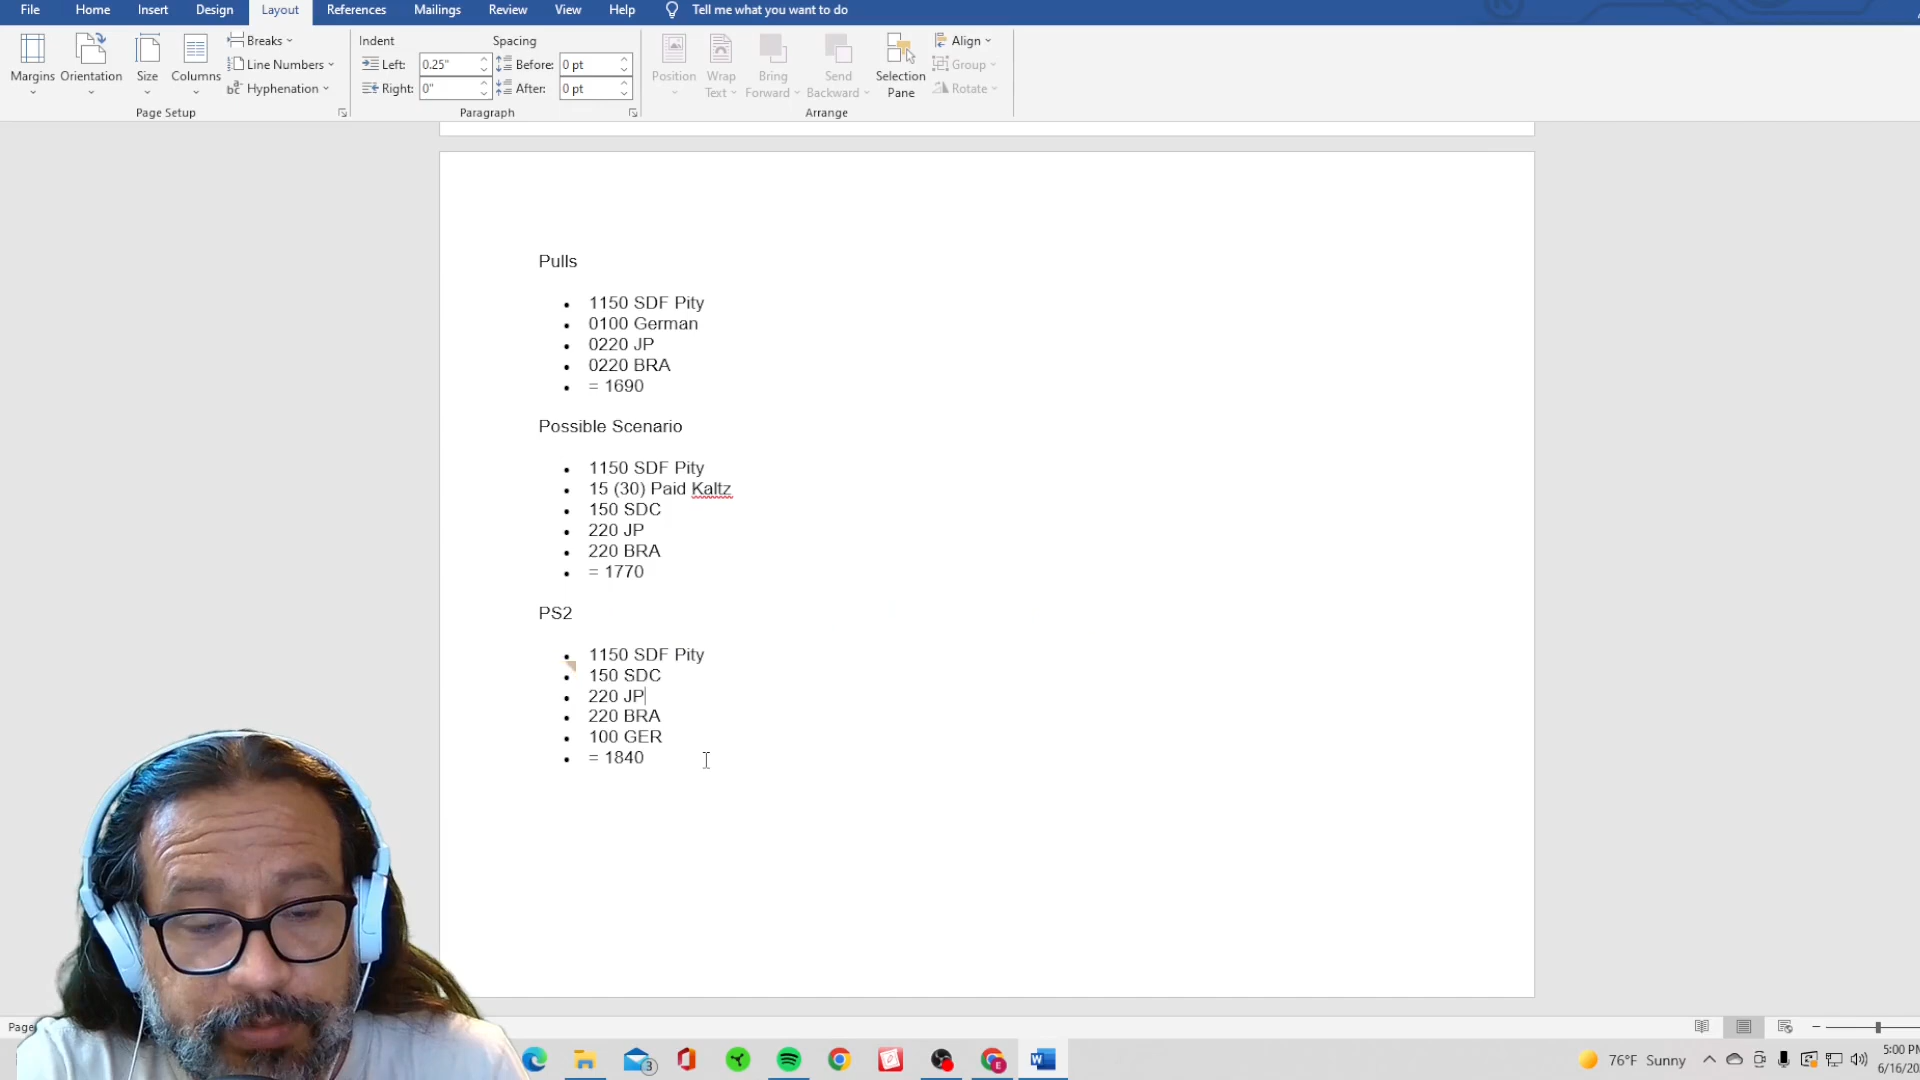 File Home Insert Design Layout References Mailings Review View Help Tell me what you want to do
Margins Orientation Size Columns Breaks Line Numbers Hyphenation
Page Setup
Indent Spacing
Left: 0.25" Before: 0 pt
Right: 0" After: 0 pt
Paragraph
Position Wrap Text Bring Forward Send Backward Selection Pane Align Group Rotate
Arrange
Pulls
• 1150 SDF Pity
• 0100 German
• 0220 JP
• 0220 BRA
• = 1690
Possible Scenario
• 1150 SDF Pity
• 15 (30) Paid Kaltz
• 150 SDC
• 220 JP
• 220 BRA
• = 1770
PS2
• 1150 SDF Pity
• 150 SDC
• 220 JP
• 220 BRA
• 100 GER
• = 1840
Page
3
76°F Sunny
5:00 PM
6/16/20